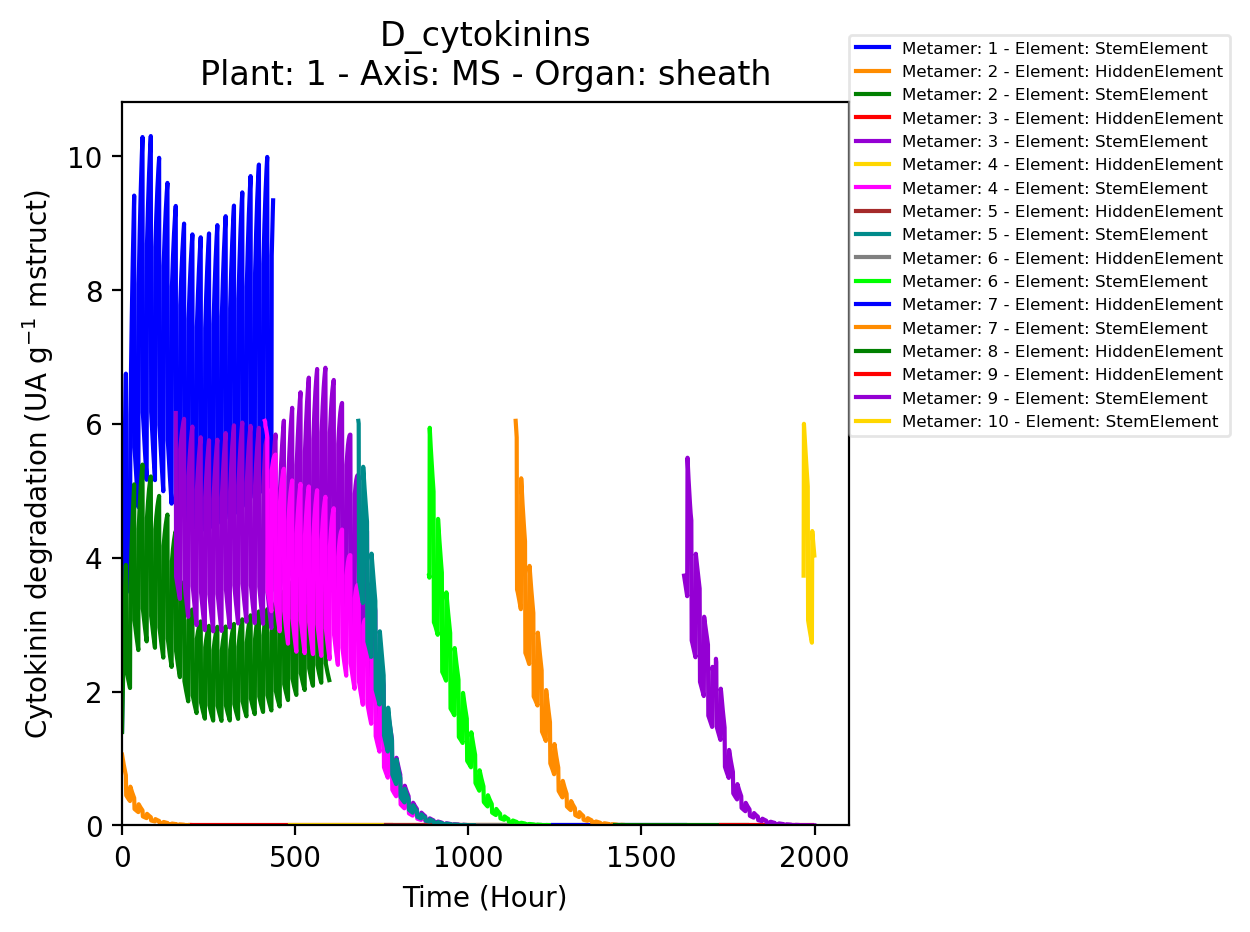 D_cytokinins
Plant: 1 - Axis: MS - Organ: sheath
Cytokinin degradation (UA g⁻¹ mstruct)
10
8
6
4
2
0
0 500 1000 1500 2000
Time (Hour)
Metamer: 1 - Element: StemElement
Metamer: 2 - Element: HiddenElement
Metamer: 2 - Element: StemElement
Metamer: 3 - Element: HiddenElement
Metamer: 3 - Element: StemElement
Metamer: 4 - Element: HiddenElement
Metamer: 4 - Element: StemElement
Metamer: 5 - Element: HiddenElement
Metamer: 5 - Element: StemElement
Metamer: 6 - Element: HiddenElement
Metamer: 6 - Element: StemElement
Metamer: 7 - Element: HiddenElement
Metamer: 7 - Element: StemElement
Metamer: 8 - Element: HiddenElement
Metamer: 9 - Element: HiddenElement
Metamer: 9 - Element: StemElement
Metamer: 10 - Element: StemElement